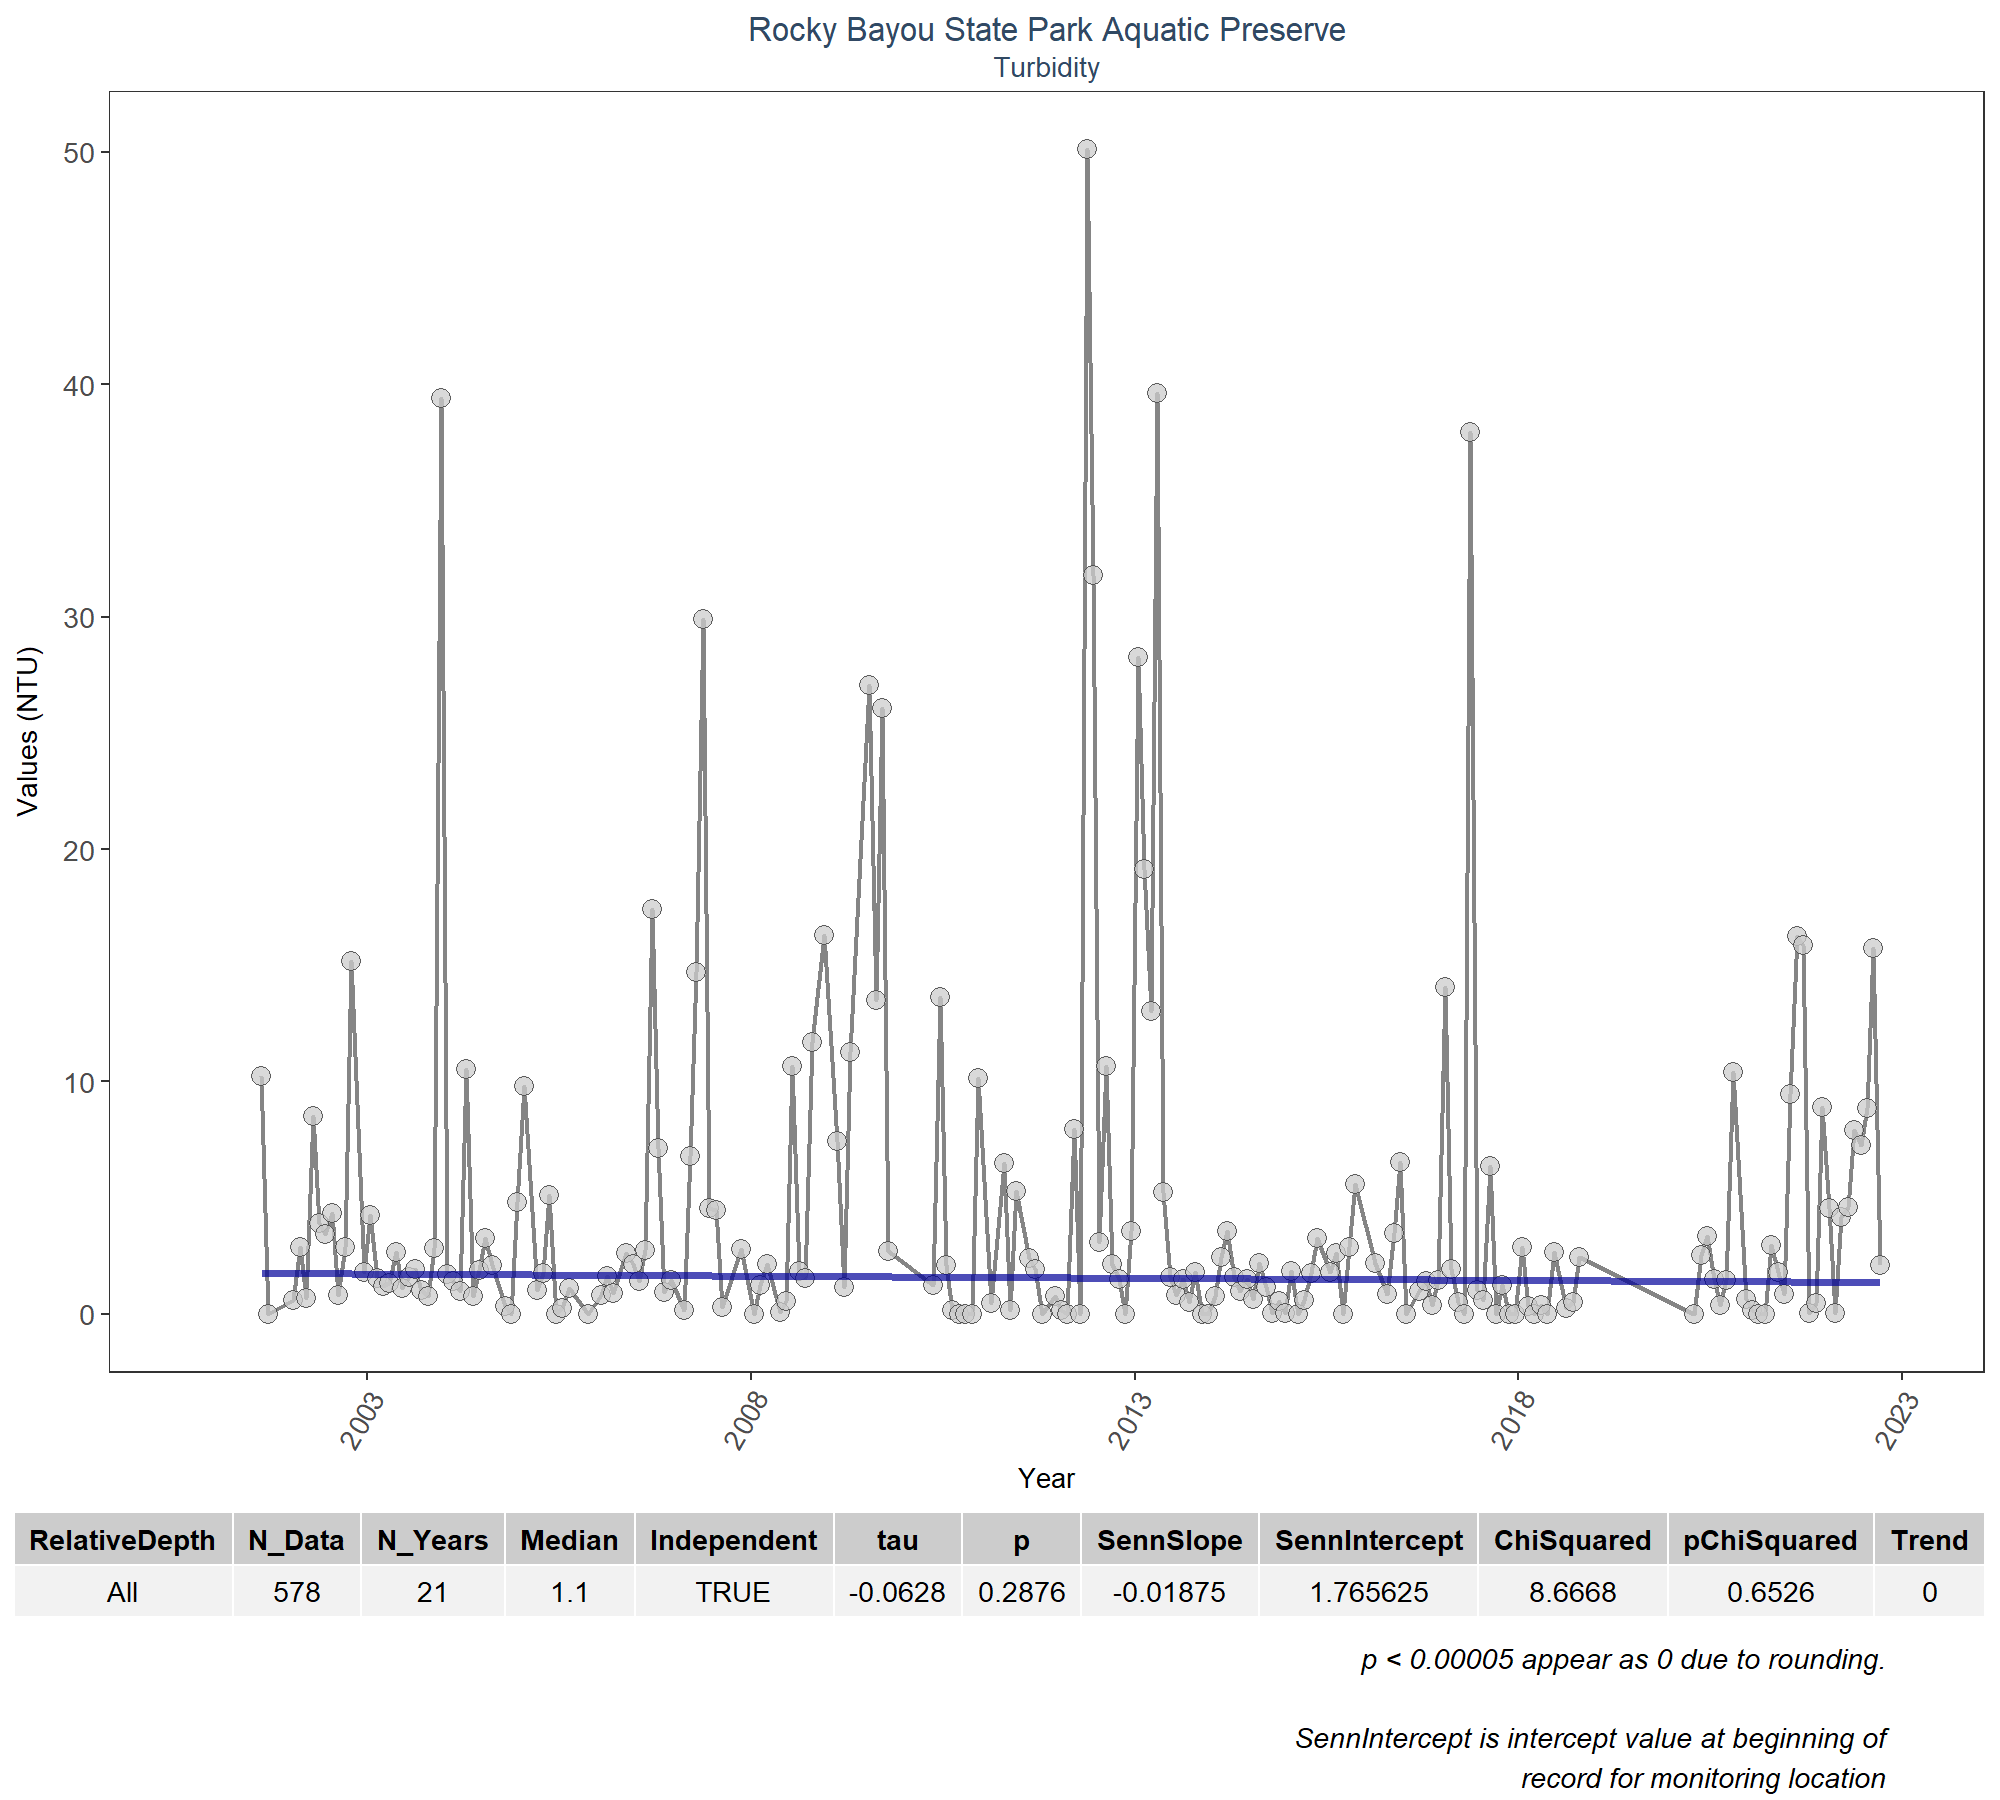 Rocky Bayou State Park Aquatic Preserve
Turbidity
Values (NTU)
50
40
30
20
10
0
2003 2008 2013 2018 2023
Year
RelativeDepth N_Data N_Years Median Independent tau p SennSlope SennIntercept ChiSquared pChiSquared Trend
All 578 21 1.1 TRUE -0.0628 0.2876 -0.01875 1.765625 8.6668 0.6526 0
p < 0.00005 appear as 0 due to rounding.
SennIntercept is intercept value at beginning of
record for monitoring location